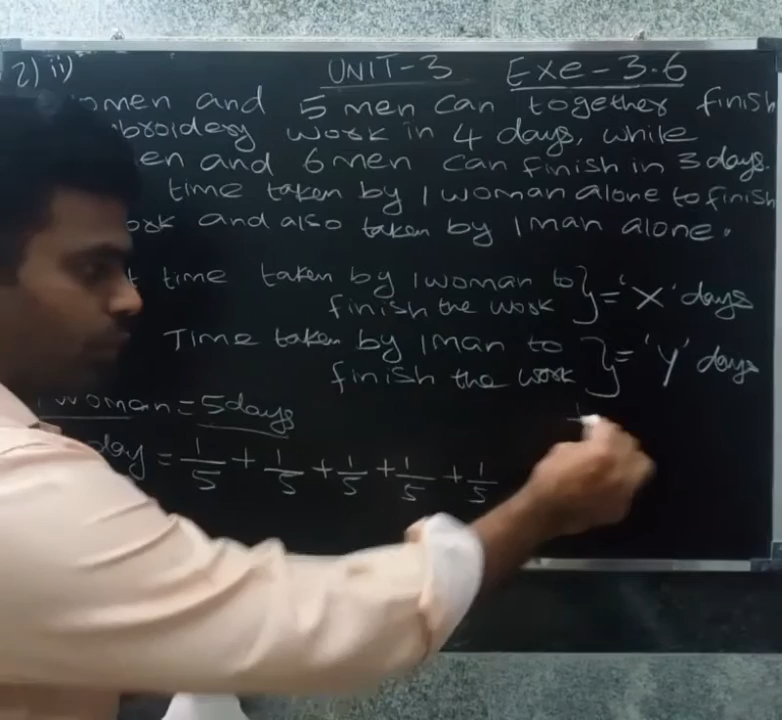 2) ii) UNIT-3 Exe-3.6
omen and 5 men can together finish
broidery work in 4 days, while
en and 6 men can finish in 3 days.
time taken by 1 woman alone to finish
ork and also taken by 1 man alone.
t time taken by 1 woman to
finish the work } = 'X' days
Time taken by 1 man to
finish the work } = 'Y' days
woman = 5 days
day = 1/5 + 1/5 + 1/5 + 1/5 + 1/5